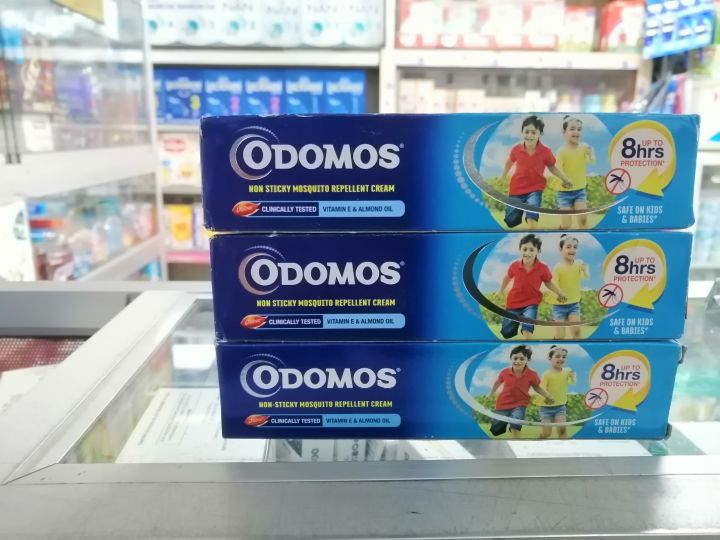 ODOMOS
NON STICKY MOSQUITO REPELLENT CREAM
CLINICALLY TESTED VITAMIN E & ALMOND OIL
UP TO
8hrs
PROTECTION*
SAFE ON KIDS
& BABIES*
ODOMOS
NON STICKY MOSQUITO REPELLENT CREAM
CLINICALLY TESTED VITAMIN E & ALMOND OIL
UP TO
8hrs
PROTECTION*
SAFE ON KIDS
& BABIES*
ODOMOS
NON-STICKY MOSQUITO REPELLENT CREAM
CLINICALLY TESTED VITAMIN E & ALMOND OIL
UP TO
8hrs
PROTECTION*
SAFE ON KIDS
& BABIES*